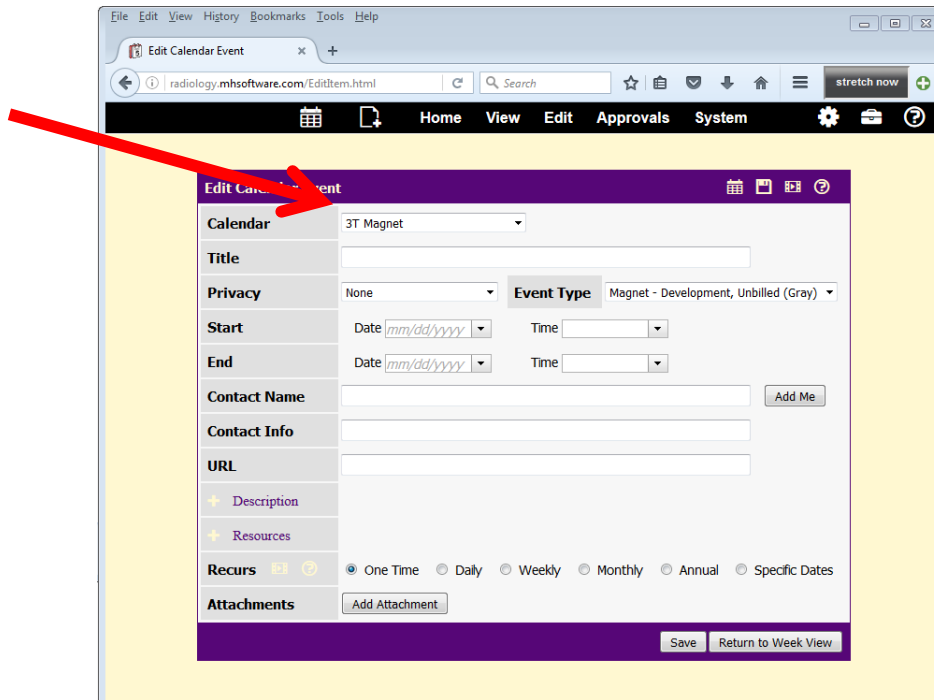 File Edit View History Bookmarks Tools Help
Edit Calendar Event × +
radiology.mhsoftware.com/EditItem.html Search stretch now
Home View Edit Approvals System
Edit Event
Calendar 3T Magnet
Title
Privacy None Event Type Magnet - Development, Unbilled (Gray)
Start Date mm/dd/yyyy Time
End Date mm/dd/yyyy Time
Contact Name Add Me
Contact Info
URL
+ Description
+ Resources
Recurs One Time Daily Weekly Monthly Annual Specific Dates
Attachments Add Attachment
Save Return to Week View